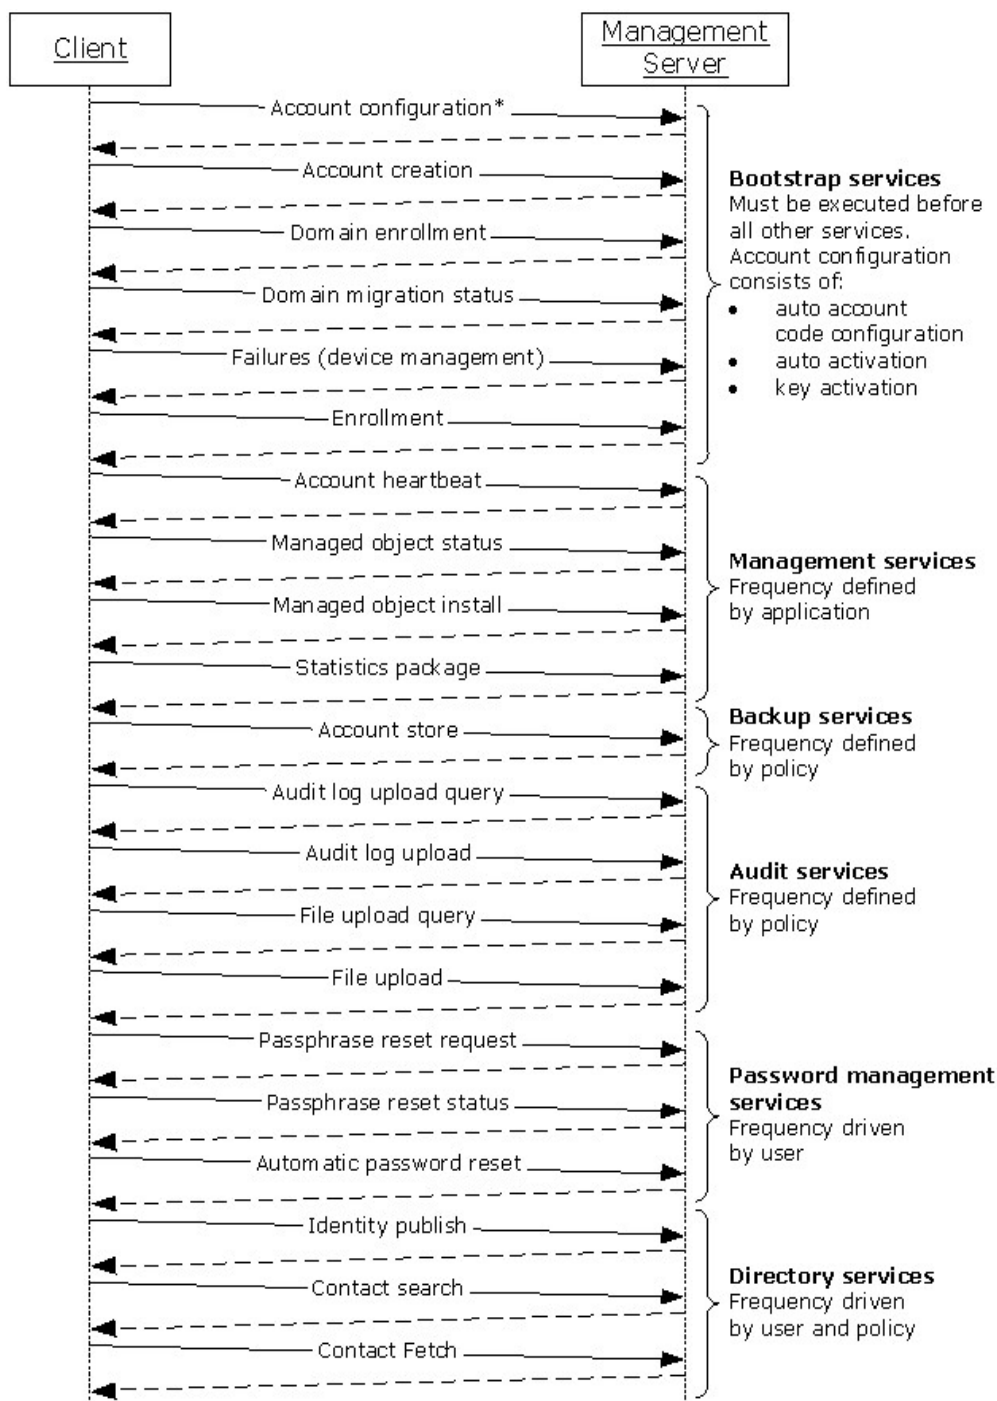 Client
Management
Server
Account configuration*
Account creation
Domain enrollment
Domain migration status
Failures (device management)
Enrollment
Bootstrap services
Must be executed before
all other services.
Account configuration
consists of:
• auto account
code configuration
• auto activation
• key activation
Account heartbeat
Managed object status
Managed object install
Statistics package
Management services
Frequency defined
by application
Account store
Backup services
Frequency defined
by policy
Audit log upload query
Audit log upload
File upload query
File upload
Audit services
Frequency defined
by policy
Passphrase reset request
Passphrase reset status
Automatic password reset
Password management
services
Frequency driven
by user
Identity publish
Contact search
Contact Fetch
Directory services
Frequency driven
by user and policy